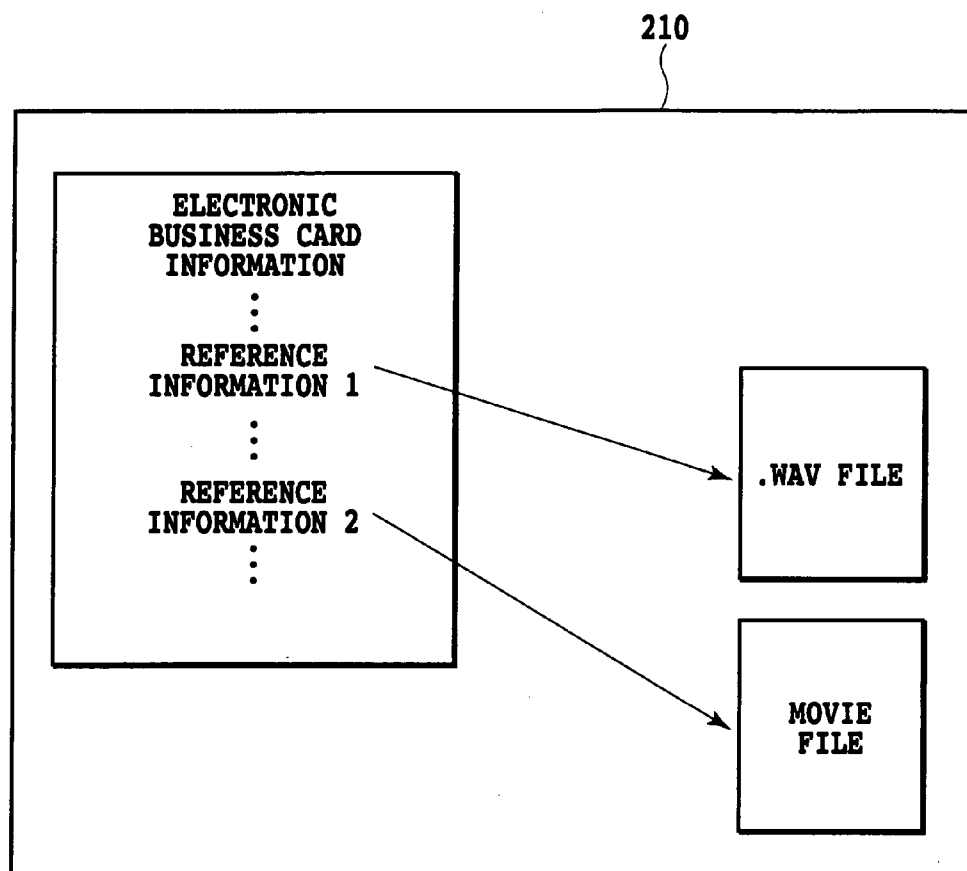 210
ELECTRONIC
BUSINESS CARD
INFORMATION
REFERENCE
INFORMATION 1
REFERENCE
INFORMATION 2
.WAV FILE
MOVIE
FILE